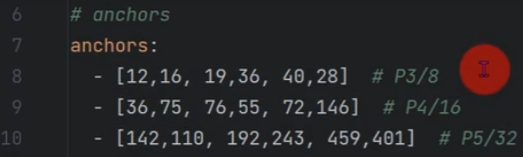 6 # anchors
7 anchors:
8 - [12,16, 19,36, 40,28] # P3/8
9 - [36,75, 76,55, 72,146] # P4/16
10 - [142,110, 192,243, 459,401] # P5/32